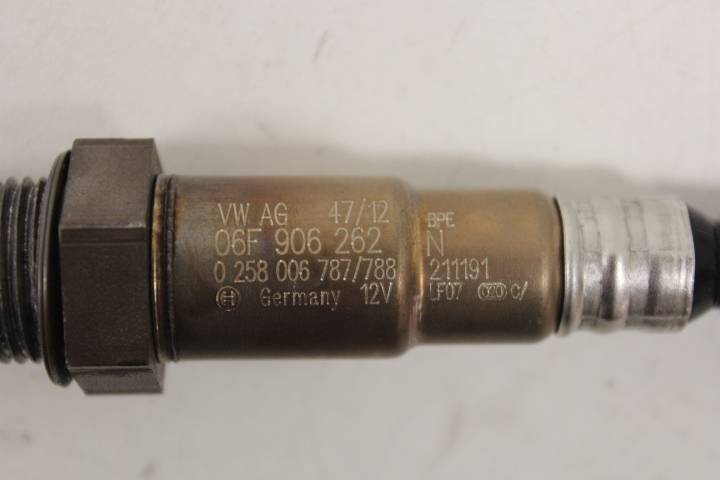 VW AG 47/12
06F 906 262
0 258 006 787/788
Germany 12V
BPE
N
211191
LF07 C/